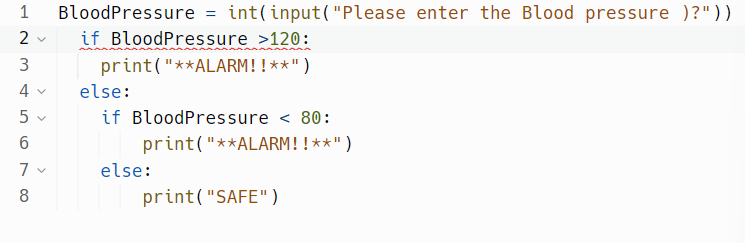 1 BloodPressure = int(input("Please enter the Blood pressure )?"))
2 if BloodPressure >120:
3 print("**ALARM!!**")
4 else:
5 if BloodPressure < 80:
6 print("**ALARM!!**")
7 else:
8 print("SAFE")